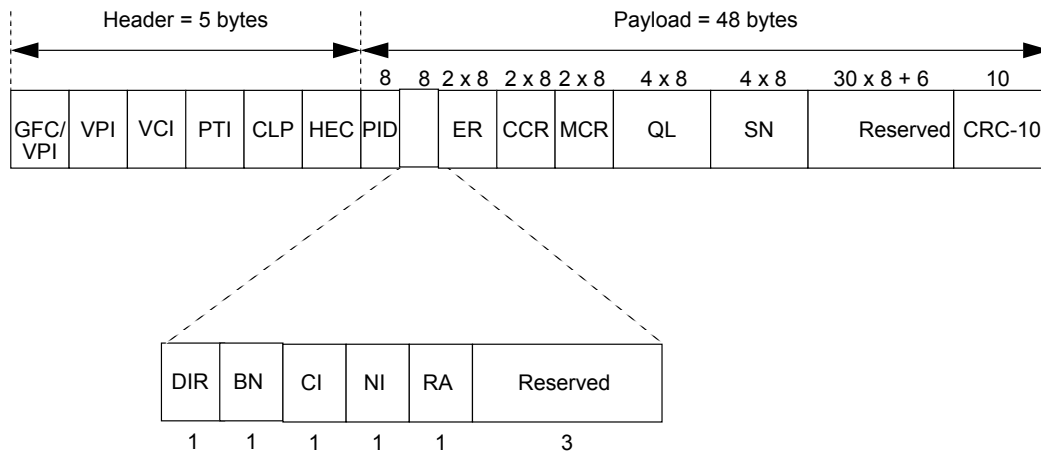 Header = 5 bytes
Payload = 48 bytes
8 8 2 x 8 2 x 8 2 x 8 4 x 8 4 x 8 30 x 8 + 6 10
GFC/
VPI
VPI VCI PTI CLP HEC PID ER CCR MCR QL SN Reserved CRC-10
DIR BN CI NI RA Reserved
1 1 1 1 1 3